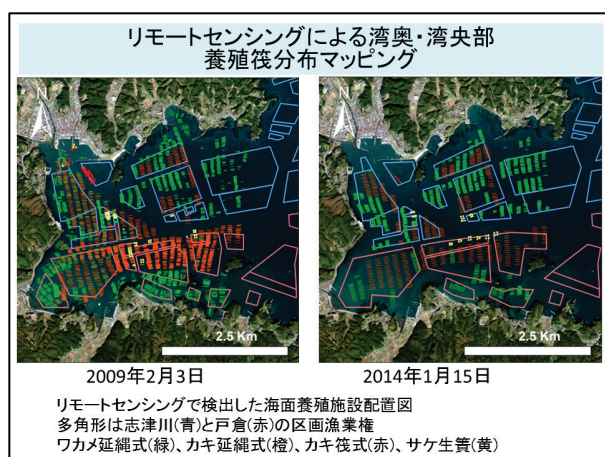 リモートセンシングによる湾奥・湾央部
養殖筏分布マッピング
N
N
2.5 Km
2.5 Km
2009年2月3日
2014年1月15日
リモートセンシングで検出した海面養殖施設配置図
多角形は志津川(青)と戸倉(赤)の区画漁業権
ワカメ延縄式(緑)、カキ延縄式(橙)、カキ筏式(赤)、サケ生簀(黄)